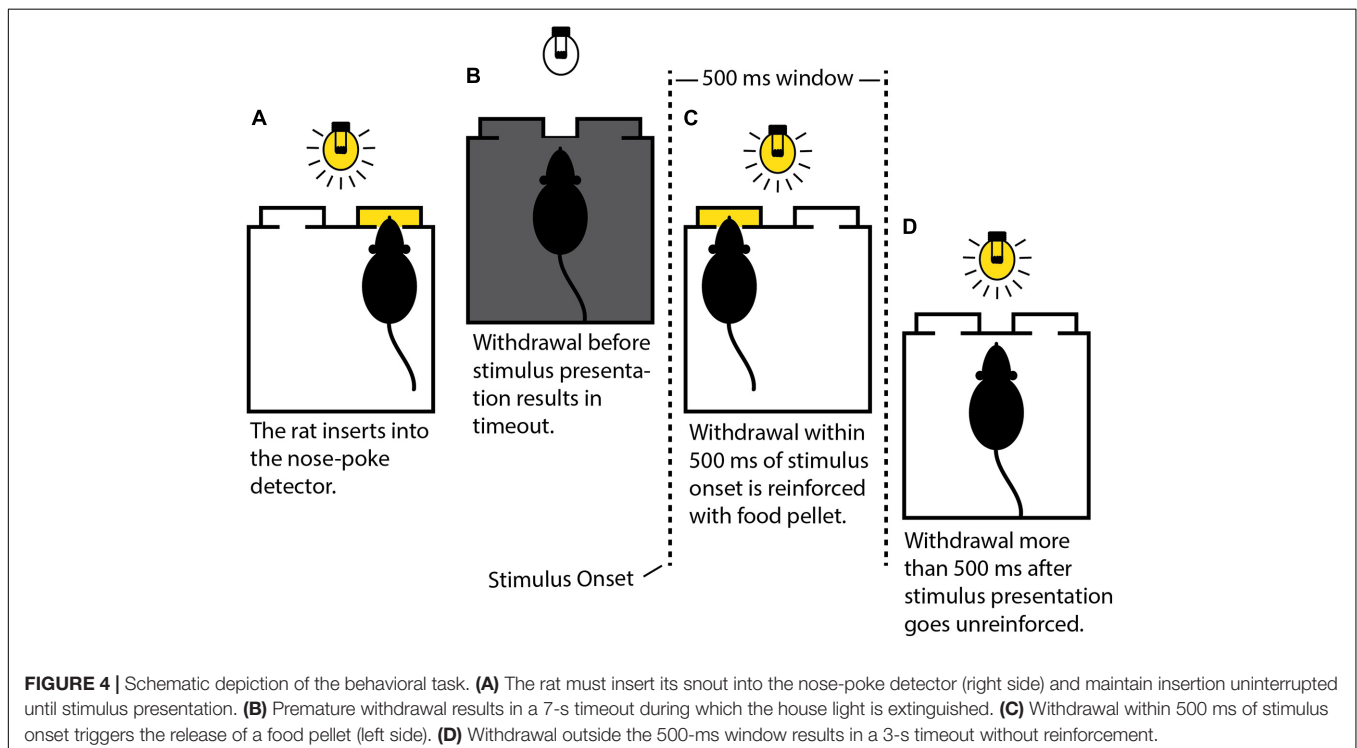 A
The rat inserts into
the nose-poke
detector.
B
Withdrawal before
stimulus presenta-
tion results in
timeout.
500 ms window
C
Withdrawal within
500 ms of stimulus
onset is reinforced
with food pellet.
Stimulus Onset
D
Withdrawal more
than 500 ms after
stimulus presentation
goes unreinforced.
FIGURE 4 | Schematic depiction of the behavioral task. (A) The rat must insert its snout into the nose-poke detector (right side) and maintain insertion uninterrupted
until stimulus presentation. (B) Premature withdrawal results in a 7-s timeout during which the house light is extinguished. (C) Withdrawal within 500 ms of stimulus
onset triggers the release of a food pellet (left side). (D) Withdrawal outside the 500-ms window results in a 3-s timeout without reinforcement.